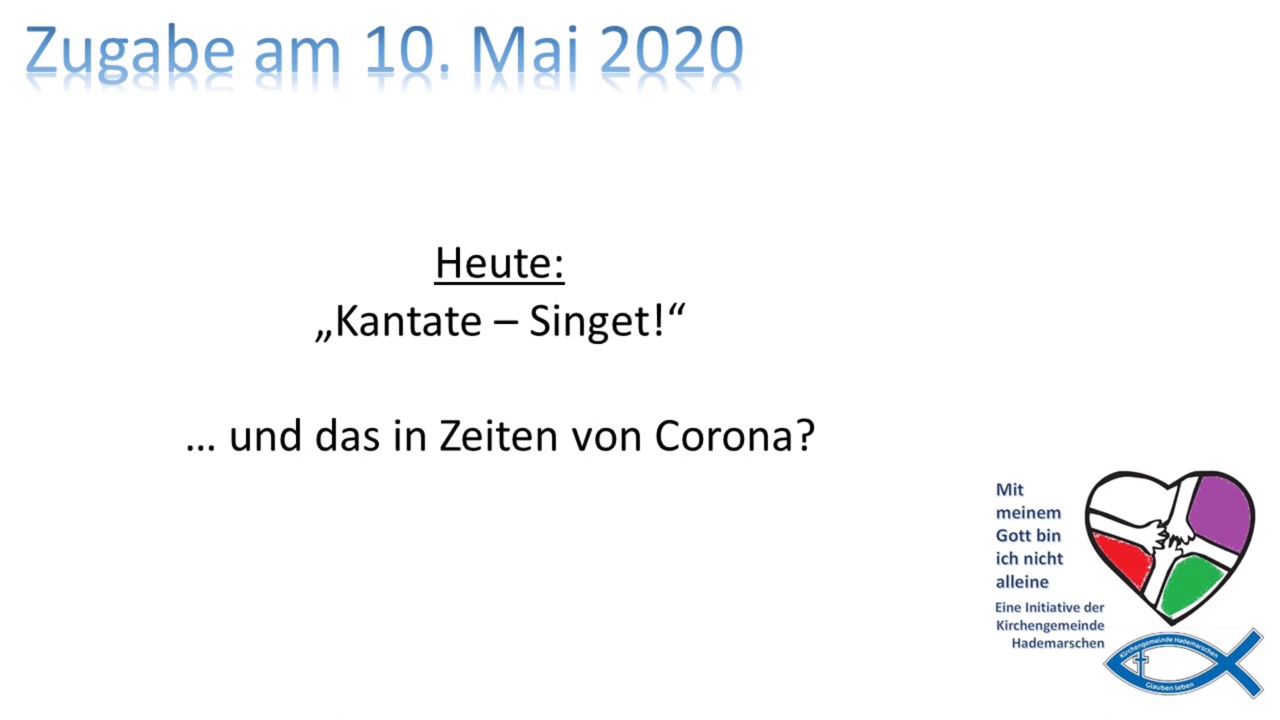 Zugabe am 10. Mai 2020
Heute:
„Kantate – Singet!“
… und das in Zeiten von Corona?
Mit
meinem
Gott bin
ich nicht
alleine
Eine Initiative der
Kirchengemeinde
Hademarschen
Kirchengemeinde Hademarschen
Glauben leben